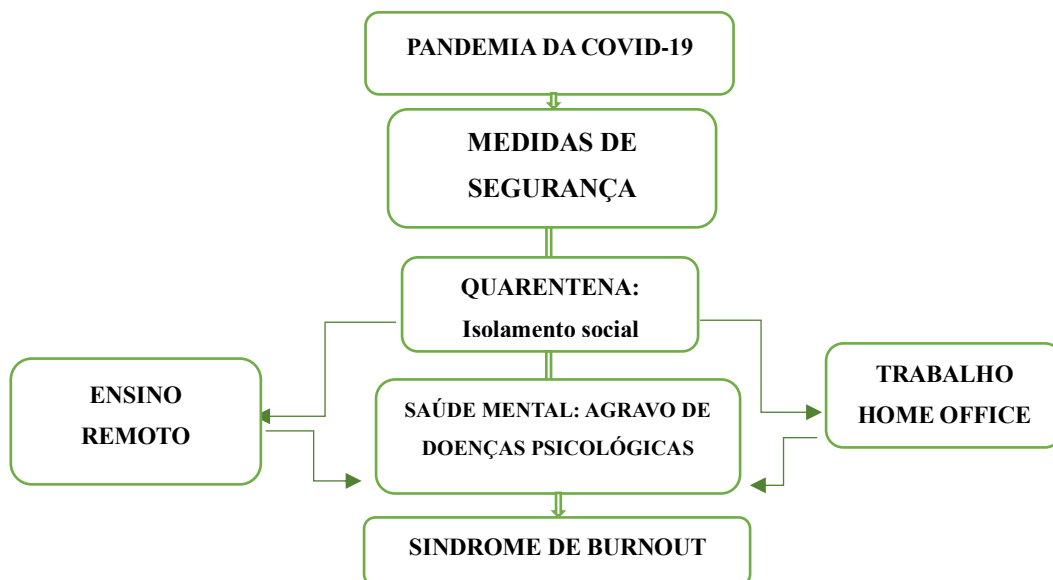 PANDEMIA DA COVID-19
MEDIDAS DE
SEGURANÇA
QUARENTENA:
Isolamento social
ENSINO
REMOTO
TRABALHO
HOME OFFICE
SAÚDE MENTAL: AGRAVO DE
DOENÇAS PSICOLÓGICAS
SINDROME DE BURNOUT